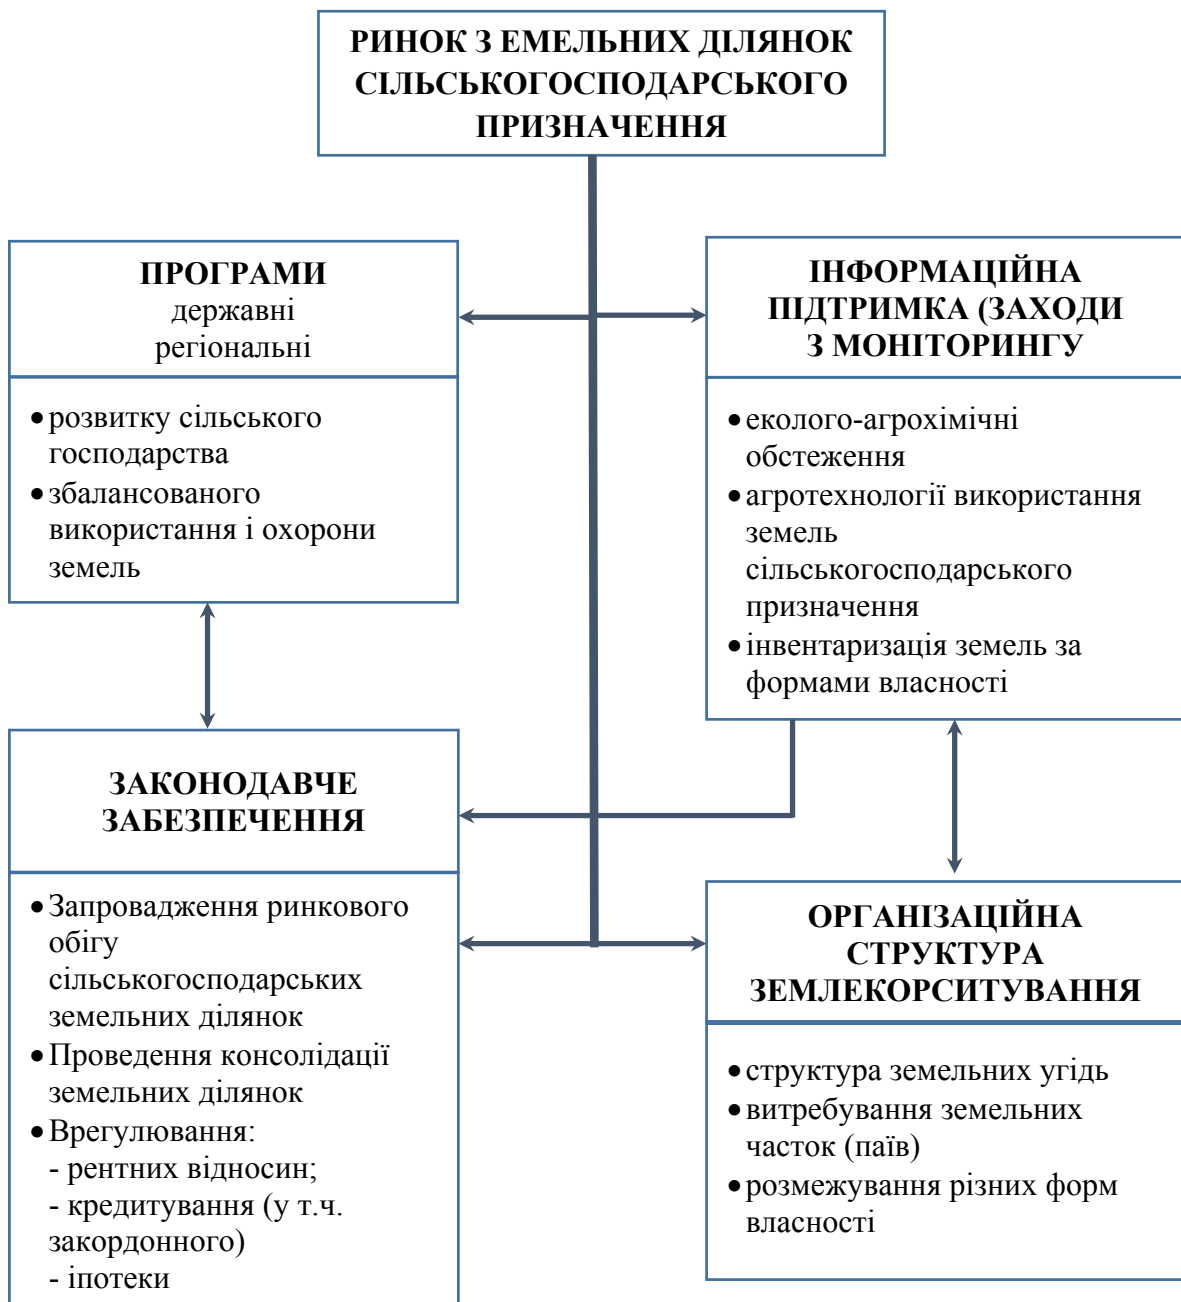 РИНОК З ЕМЕЛЬНИХ ДІЛЯНОК
СІЛЬСЬКОГОСПОДАРСЬКОГО
ПРИЗНАЧЕННЯ
ПРОГРАМИ
державні
регіональні
• розвитку сільського
господарства
• збалансованого
використання і охорони
земель
ІНФОРМАЦІЙНА
ПІДТРИМКА (ЗАХОДИ
З МОНІТОРИНГУ
• еколого-агрохімічні
обстеження
• агротехнології використання
земель
сільськогосподарського
призначення
• інвентаризація земель за
формами власності
ЗАКОНОДАВЧЕ
ЗАБЕЗПЕЧЕННЯ
• Запровадження ринкового
обігу
сільськогосподарських
земельних ділянок
• Проведення консолідації
земельних ділянок
• Врегулювання:
- рентних відносин;
- кредитування (у т.ч.
закордонного)
- іпотеки
ОРГАНІЗАЦІЙНА
СТРУКТУРА
ЗЕМЛЕКОРСИТУВАННЯ
• структура земельних угідь
• витребування земельних
часток (паїв)
• розмежування різних форм
власності